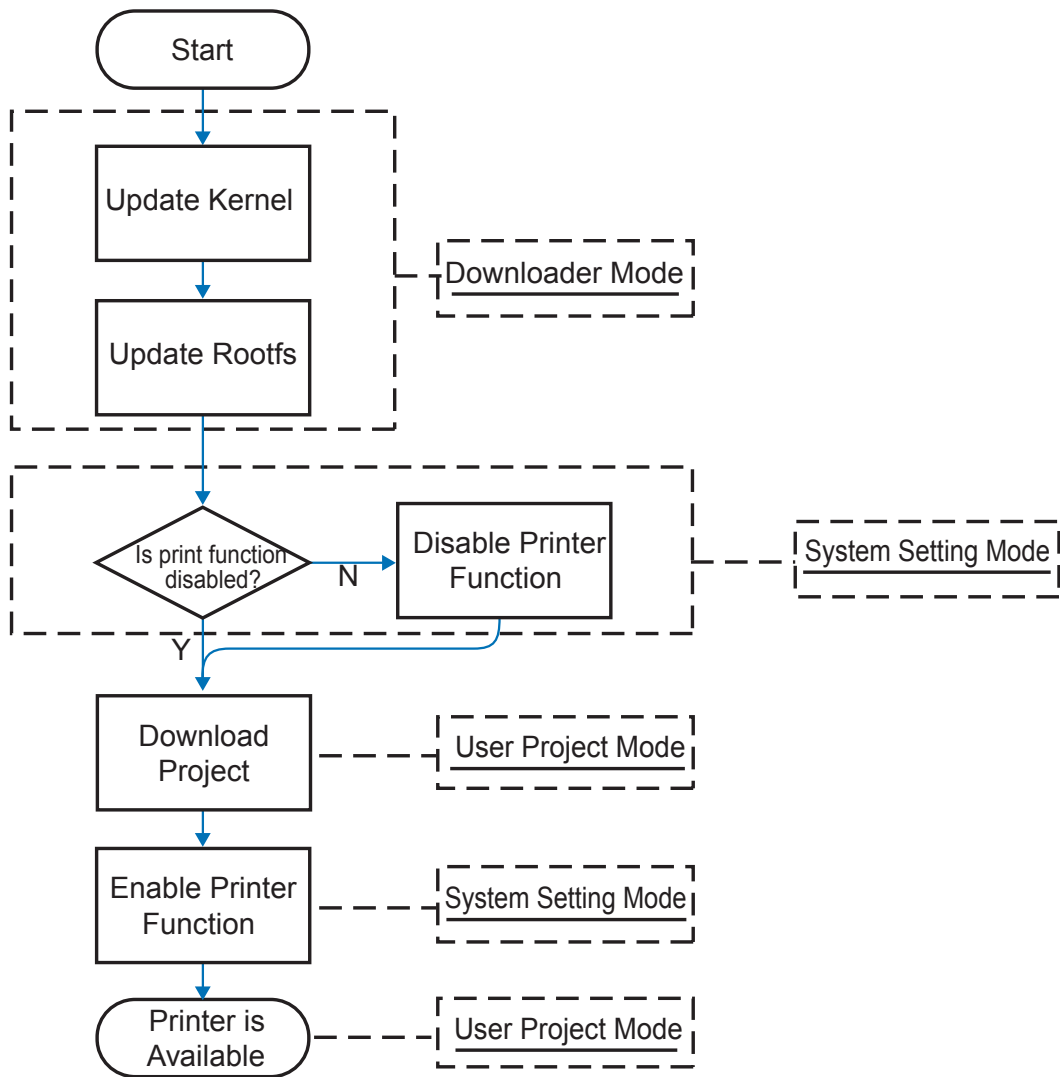 Start
Update Kernel
Downloader Mode
Update Rootfs
Is print function
disabled?
N
Disable Printer
Function
System Setting Mode
Y
Download
Project
User Project Mode
Enable Printer
Function
System Setting Mode
Printer is
Available
User Project Mode